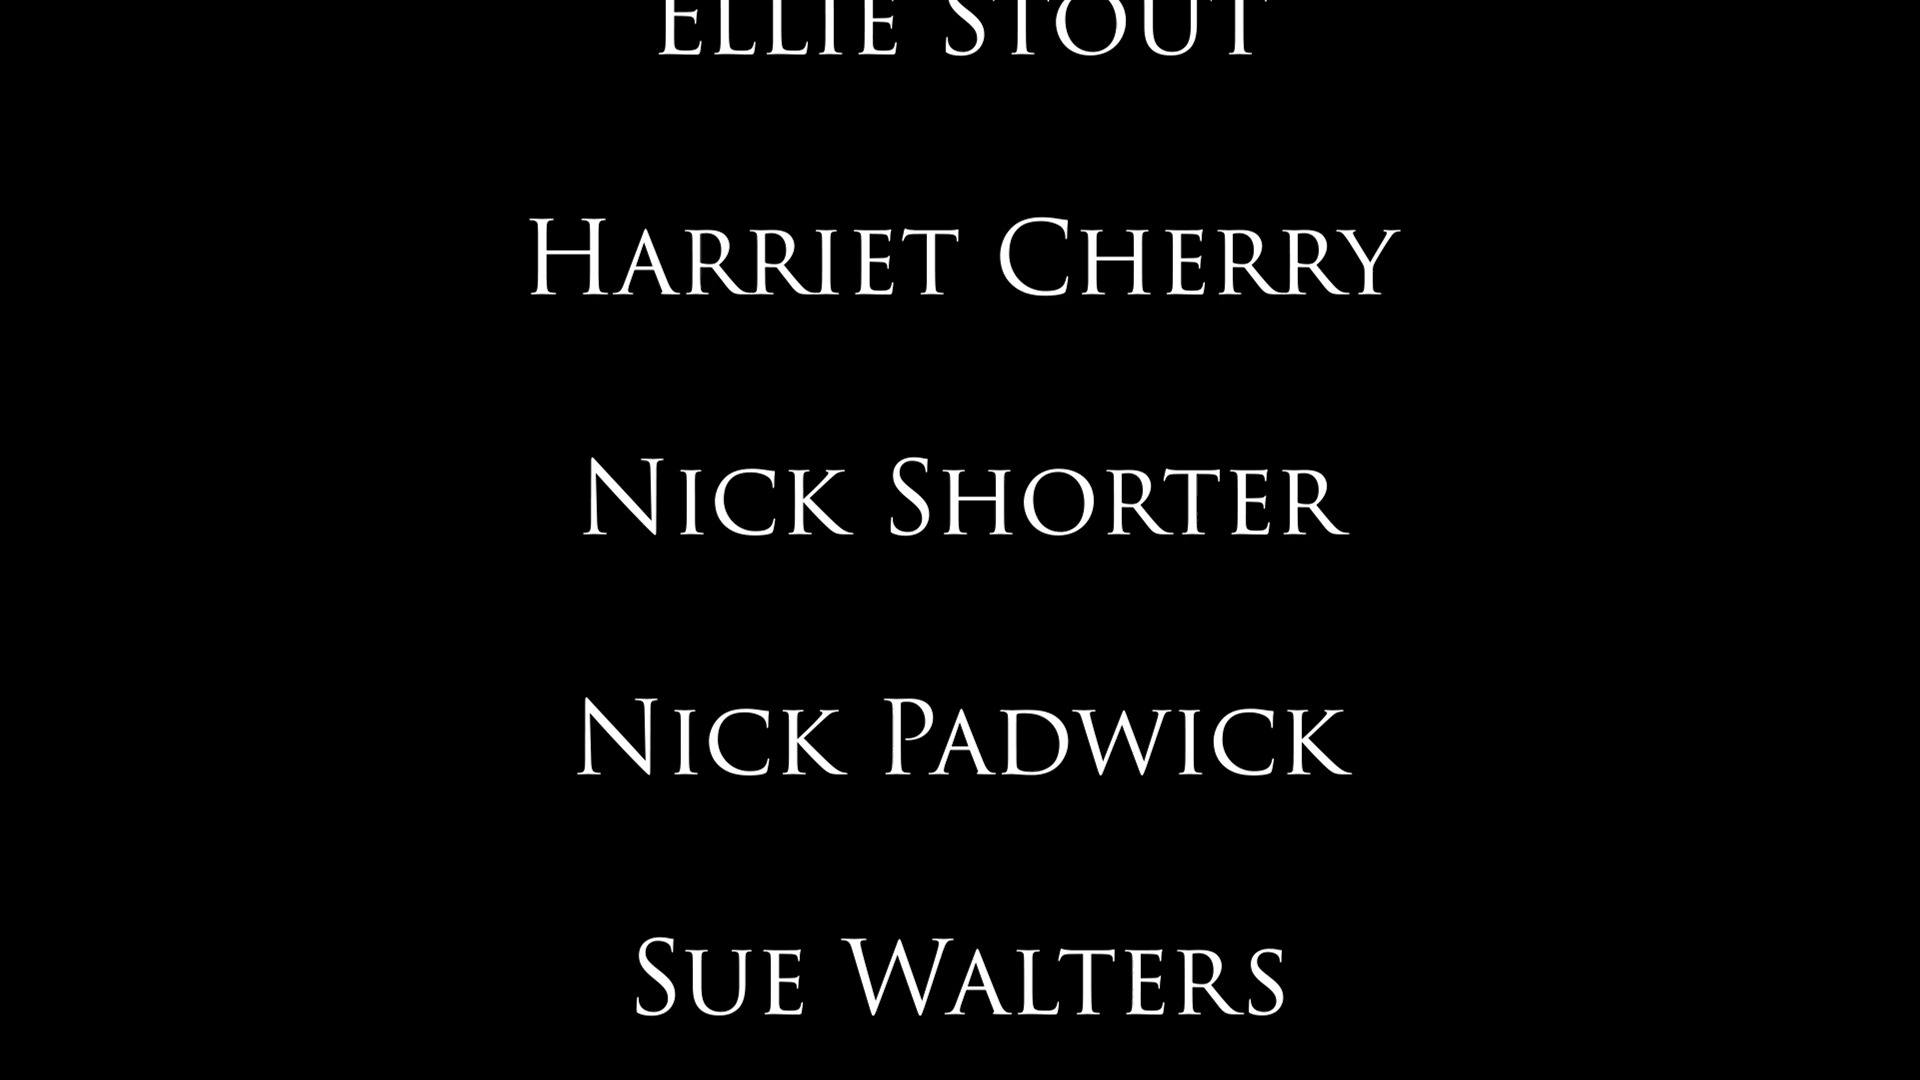 Ellie Stout
Harriet Cherry
Nick Shorter
Nick Padwick
Sue Walters